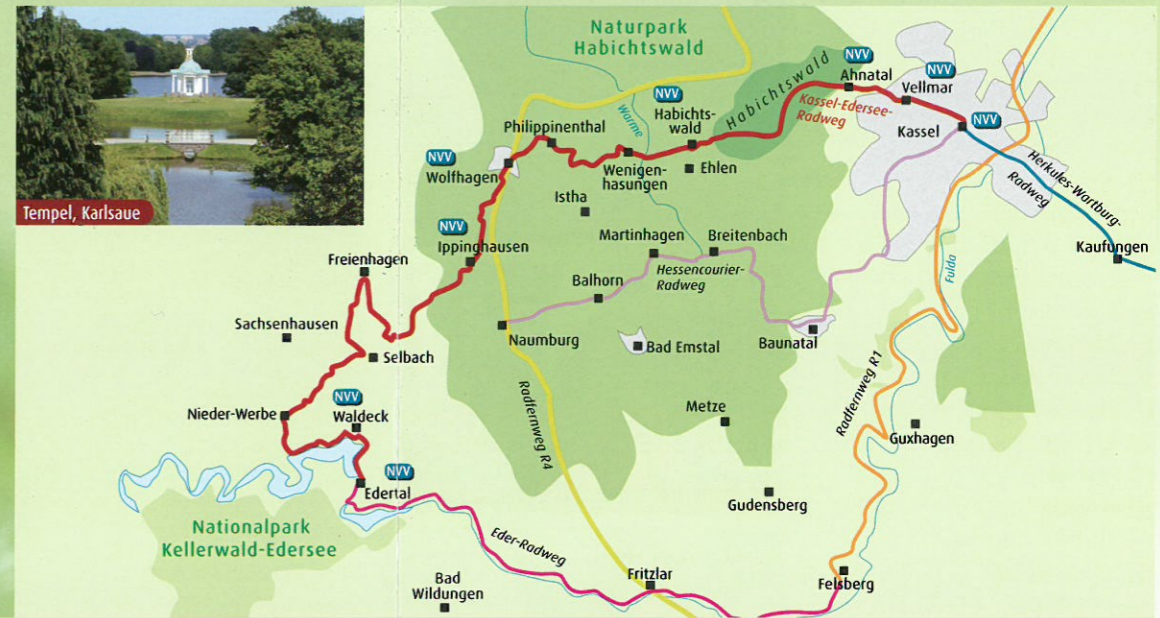 Tempel, Karlsaue
Naturpark
Habichtswald
NVV
Ahnatal
NVV
Vellmar
NVV
Kassel
NVV
Habichts-
wald
Habichtswald
Kassel-Edersee-
Radweg
Warme
Philippinenthal
NVV
Wolfhagen
Wenigen-
hasungen
Ehlen
Herkules-Wartburg-
Radweg
Kaufungen
Istha
NVV
Ippinghausen
Martinhagen
Breitenbach
Hessencourier-
Radweg
Freienhagen
Balhorn
Fulda
Sachsenhausen
Selbach
Naumburg
Bad Emstal
Baunatal
Radfernweg R4
Radfernweg R1
NVV
Waldeck
Nieder-Werbe
Metze
Guxhagen
NVV
Edertal
Gudensberg
Nationalpark
Kellerwald-Edersee
Eder-Radweg
Bad
Wildungen
Fritzlar
Felsberg